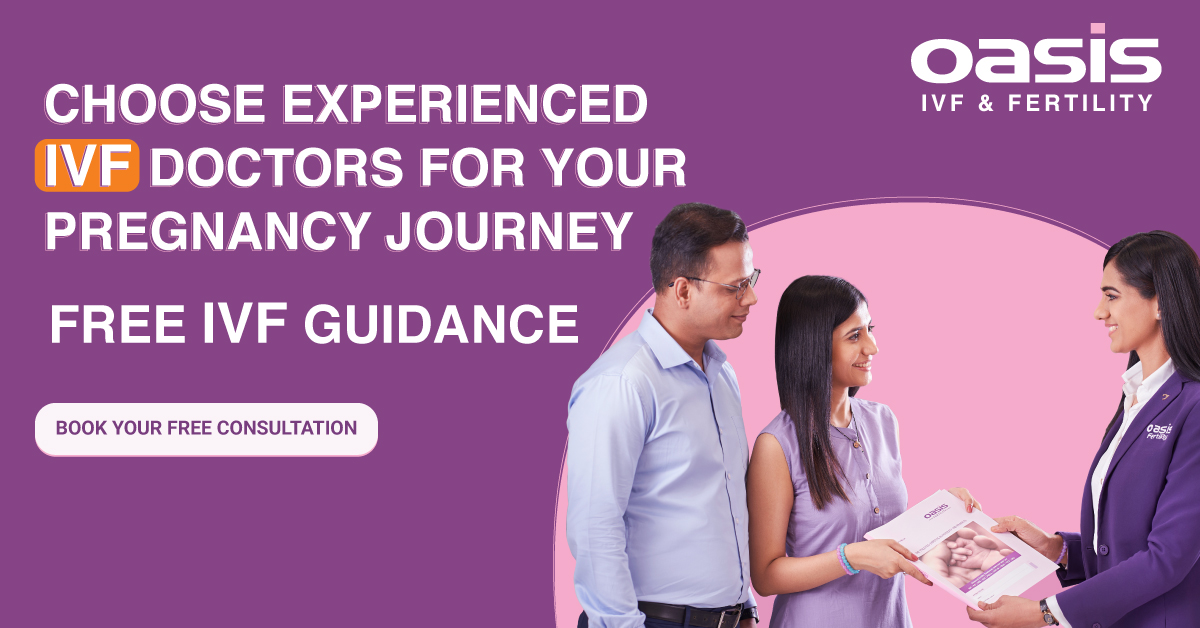 oasis
IVF & FERTILITY
CHOOSE EXPERIENCED
IVF DOCTORS FOR YOUR
PREGNANCY JOURNEY
FREE IVF GUIDANCE
BOOK YOUR FREE CONSULTATION
oasis
Fertility
oasis